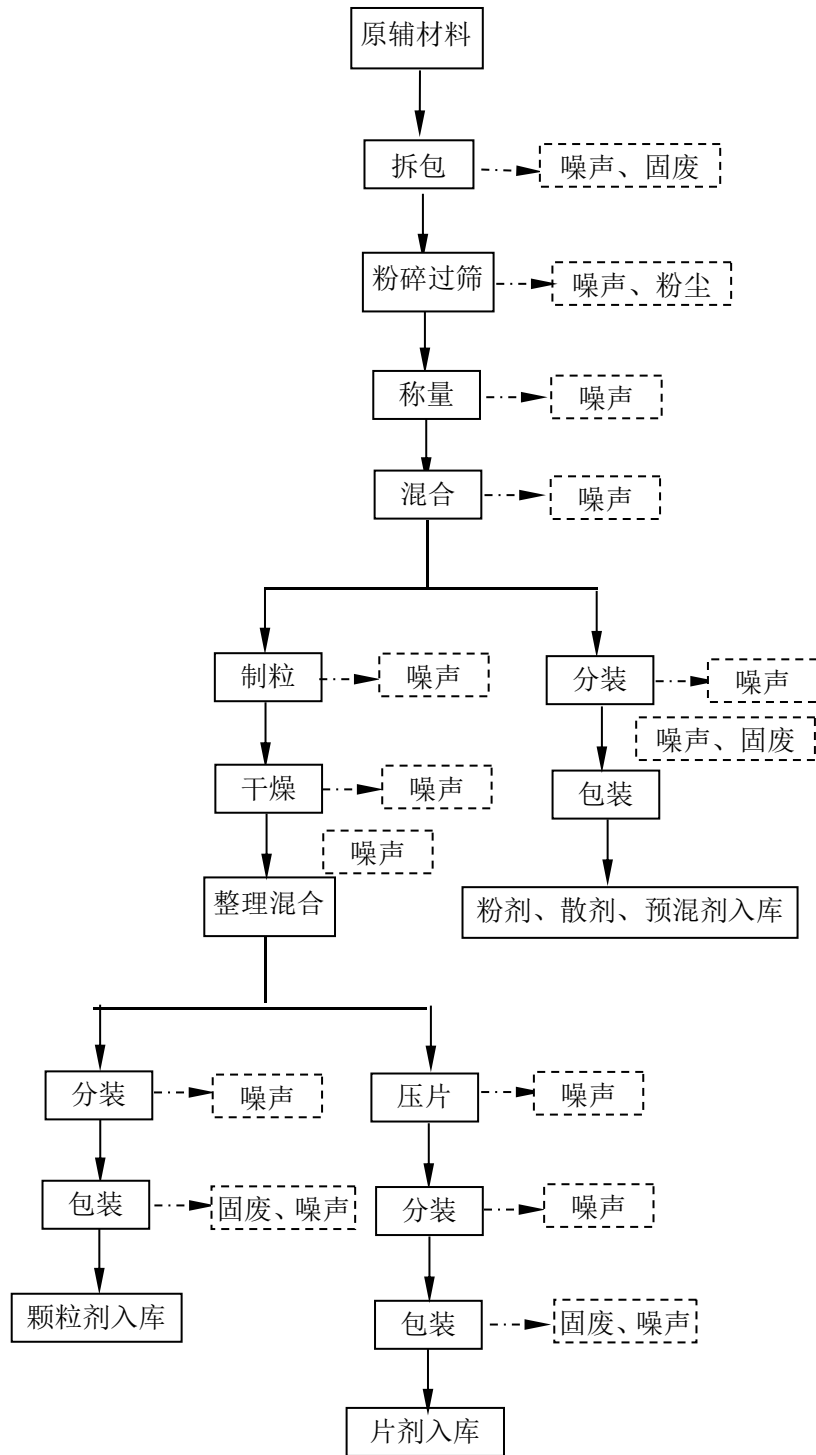 原辅材料
拆包
噪声、固废
粉碎过筛
噪声、粉尘
称量
噪声
混合
噪声
制粒
噪声
分装
噪声
噪声、固废
干燥
噪声
包装
噪声
整理混合
粉剂、散剂、预混剂入库
分装
噪声
压片
噪声
包装
固废、噪声
分装
噪声
颗粒剂入库
包装
固废、噪声
片剂入库